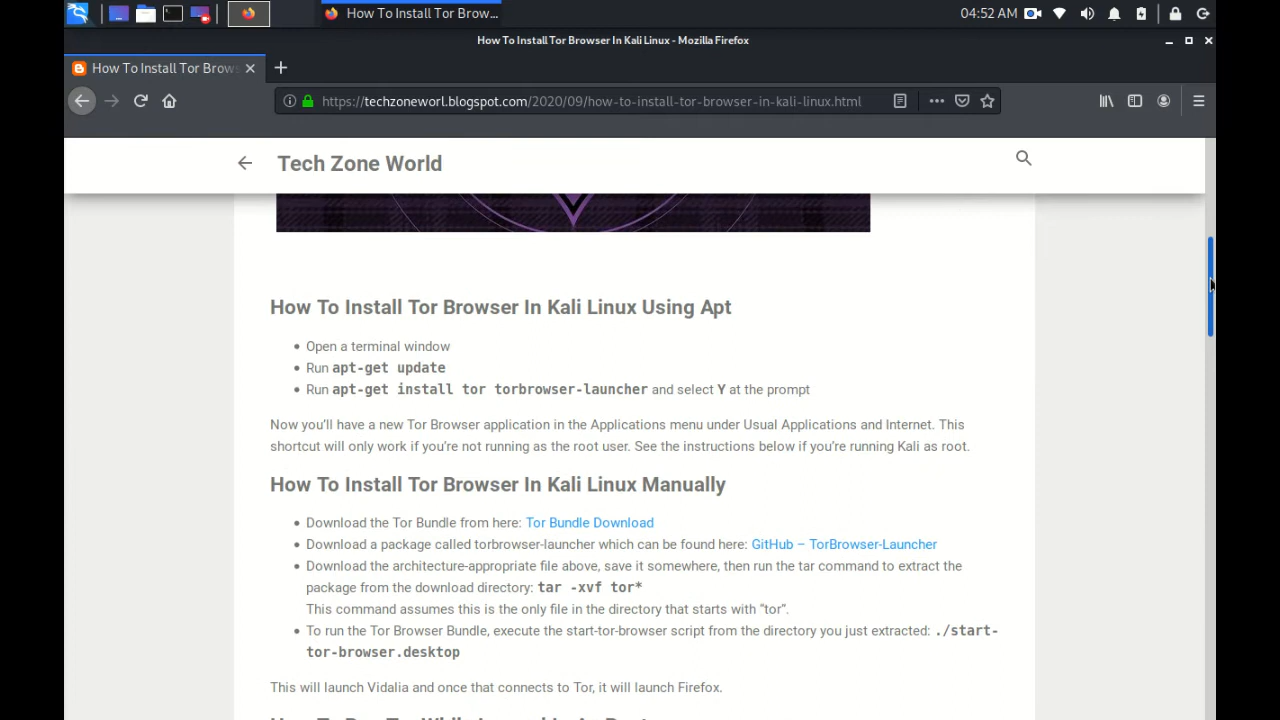 How To Install Tor Brow...
04:52 AM
How To Install Tor Browser In Kali Linux - Mozilla Firefox
How To Install Tor Brows
https://techzoneworl.blogspot.com/2020/09/how-to-install-tor-browser-in-kali-linux.html
Tech Zone World
How To Install Tor Browser In Kali Linux Using Apt
Open a terminal window
Run apt-get update
Run apt-get install tor torbrowser-launcher and select Y at the prompt
Now you’ll have a new Tor Browser application in the Applications menu under Usual Applications and Internet. This
shortcut will only work if you’re not running as the root user. See the instructions below if you’re running Kali as root.
How To Install Tor Browser In Kali Linux Manually
Download the Tor Bundle from here: Tor Bundle Download
Download a package called torbrowser-launcher which can be found here: GitHub – TorBrowser-Launcher
Download the architecture-appropriate file above, save it somewhere, then run the tar command to extract the
package from the download directory: tar -xvf tor*
This command assumes this is the only file in the directory that starts with “tor”.
To run the Tor Browser Bundle, execute the start-tor-browser script from the directory you just extracted: ./start-
tor-browser.desktop
This will launch Vidalia and once that connects to Tor, it will launch Firefox.